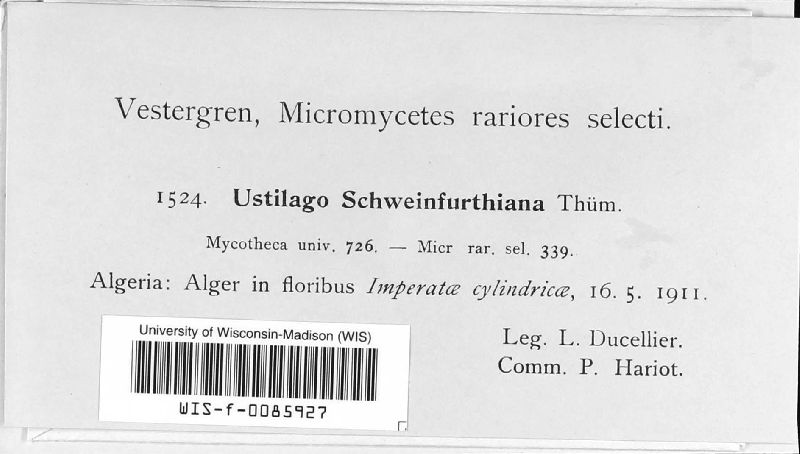 Vestergren, Micromycetes rariores selecti.
1524. Ustilago Schweinfurthiana Thüm.
Mycotheca univ. 726. — Micr rar. sel. 339.
Algeria: Alger in floribus Imperatæ cylindricæ, 16. 5. 1911.
Leg. L. Ducellier.
Comm. P. Hariot.
University of Wisconsin-Madison (WIS)
WIS-f-0085927